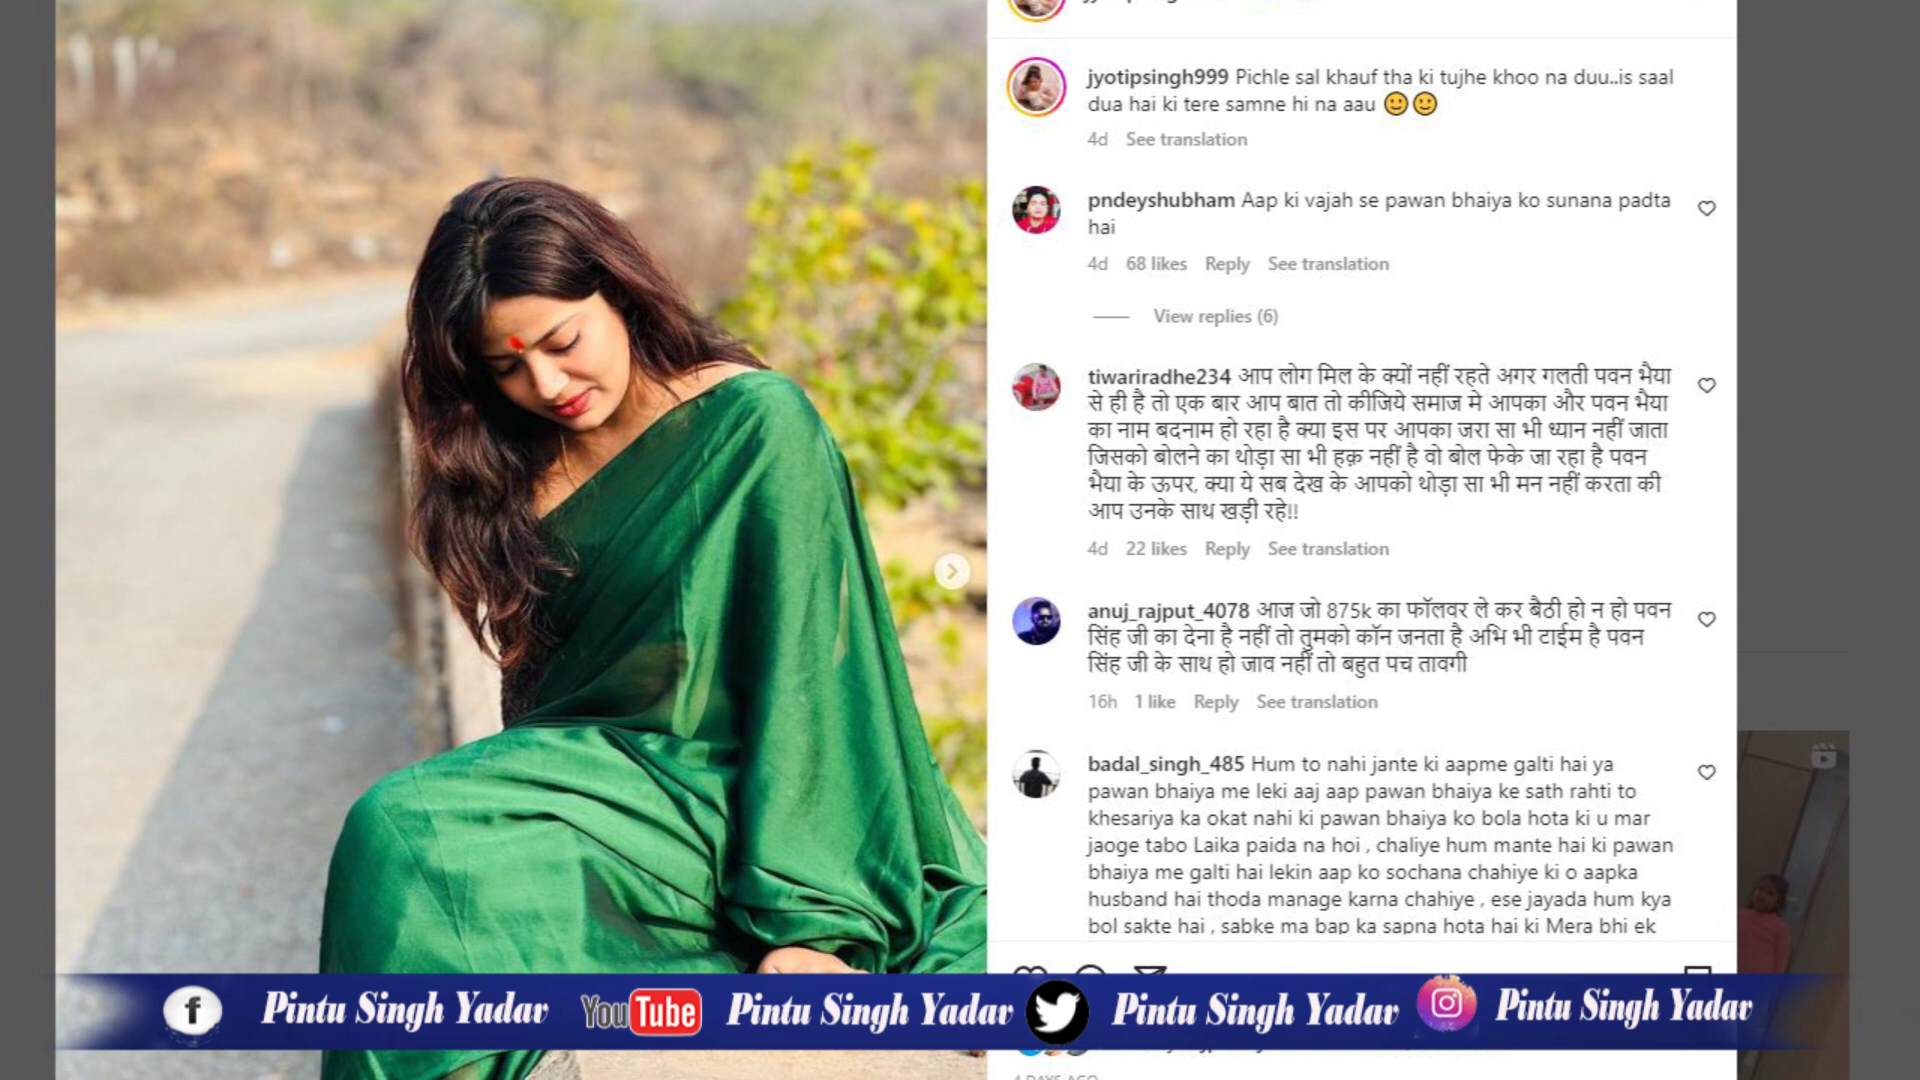 jyotipsingh999 Pichle sal khauf tha ki tujhe khoo na duu..is saal
dua hai ki tere samne hi na aau 🙂🙂
4d See translation
pndeyshubham Aap ki vajah se pawan bhaiya ko sunana padta
hai
4d 68 likes Reply See translation
View replies (6)
tiwariradhe234 आप लोग मिल के क्यों नहीं रहते अगर गलती पवन भैया
से ही है तो एक बार आप बात तो कीजिये समाज मे आपका और पवन भैया
का नाम बदनाम हो रहा है क्या इस पर आपका जरा सा भी ध्यान नहीं जाता
जिसको बोलने का थोड़ा सा भी हक़ नहीं है वो बोल फेके जा रहा है पवन
भैया के ऊपर, क्या ये सब देख के आपको थोड़ा सा भी मन नहीं करता की
आप उनके साथ खड़ी रहे!!
4d 22 likes Reply See translation
anuj_rajput_4078 आज जो 875k का फॉलवर ले कर बैठी हो न हो पवन
सिंह जी का देना है नहीं तो तुमको कॉन जनता है अभि भी टाईम है पवन
सिंह जी के साथ हो जाव नहीं तो बहुत पच तावगी
16h 1 like Reply See translation
badal_singh_485 Hum to nahi jante ki aapme galti hai ya
pawan bhaiya me leki aaj aap pawan bhaiya ke sath rahti to
khesariya ka okat nahi ki pawan bhaiya ko bola hota ki u mar
jaoge tabo Laika paida na hoi , chaliye hum mante hai ki pawan
bhaiya me galti hai lekin aap ko sochana chahiye ki o aapka
husband hai thoda manage karna chahiye , ese jayada hum kya
bol sakte hai , sabke ma bap ka sapna hota hai ki Mera bhi ek
f Pintu Singh Yadav YouTube Pintu Singh Yadav Pintu Singh Yadav Pintu Singh Yadav
4 DAYS AGO